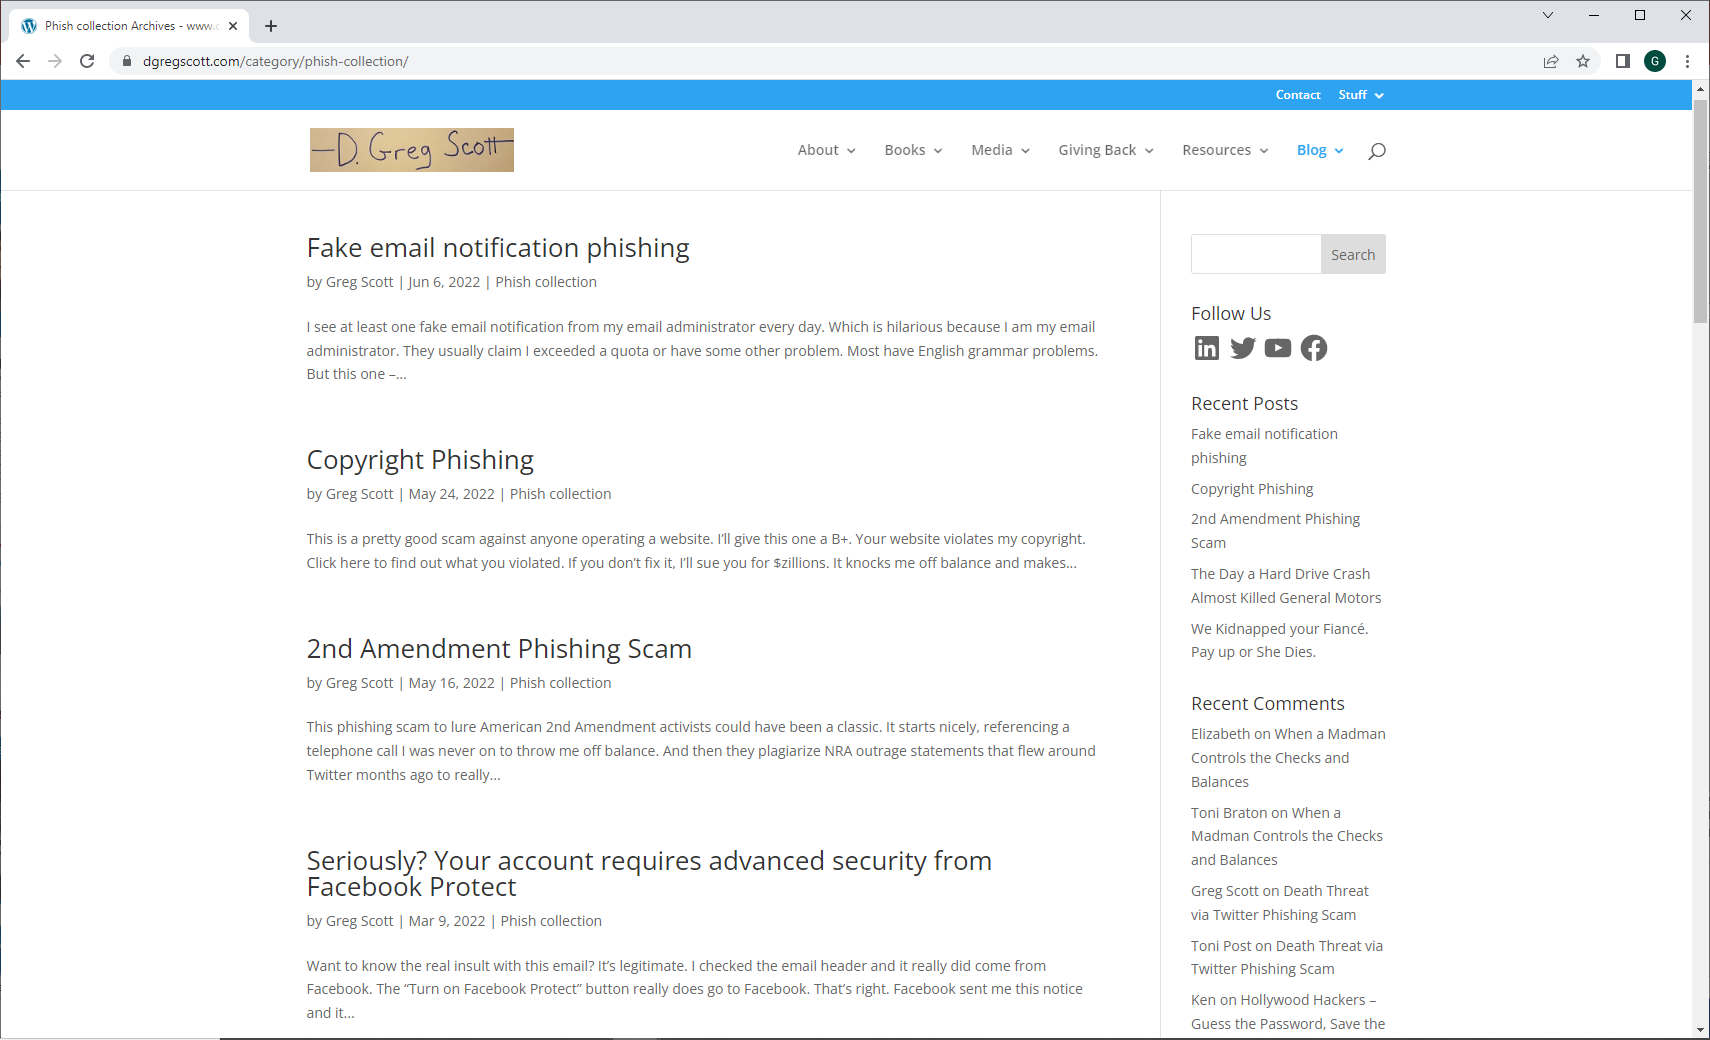 Phish collection Archives - www.
dgregscott.com/category/phish-collection/
G
Contact Stuff
D. Greg Scott
About Books Media Giving Back Resources Blog
Fake email notification phishing
by Greg Scott | Jun 6, 2022 | Phish collection
I see at least one fake email notification from my email administrator every day. Which is hilarious because I am my email
administrator. They usually claim I exceeded a quota or have some other problem. Most have English grammar problems.
But this one –...
Copyright Phishing
by Greg Scott | May 24, 2022 | Phish collection
This is a pretty good scam against anyone operating a website. I’ll give this one a B+. Your website violates my copyright.
Click here to find out what you violated. If you don’t fix it, I’ll sue you for $zillions. It knocks me off balance and makes...
2nd Amendment Phishing Scam
by Greg Scott | May 16, 2022 | Phish collection
This phishing scam to lure American 2nd Amendment activists could have been a classic. It starts nicely, referencing a
telephone call I was never on to throw me off balance. And then they plagiarize NRA outrage statements that flew around
Twitter months ago to really...
Seriously? Your account requires advanced security from
Facebook Protect
by Greg Scott | Mar 9, 2022 | Phish collection
Want to know the real insult with this email? It’s legitimate. I checked the email header and it really did come from
Facebook. The “Turn on Facebook Protect” button really does go to Facebook. That’s right. Facebook sent me this notice
and it...
Search
Follow Us
Recent Posts
Fake email notification
phishing
Copyright Phishing
2nd Amendment Phishing
Scam
The Day a Hard Drive Crash
Almost Killed General Motors
We Kidnapped your Fiancé.
Pay up or She Dies.
Recent Comments
Elizabeth on When a Madman
Controls the Checks and
Balances
Toni Braton on When a
Madman Controls the Checks
and Balances
Greg Scott on Death Threat
via Twitter Phishing Scam
Toni Post on Death Threat via
Twitter Phishing Scam
Ken on Hollywood Hackers –
Guess the Password, Save the